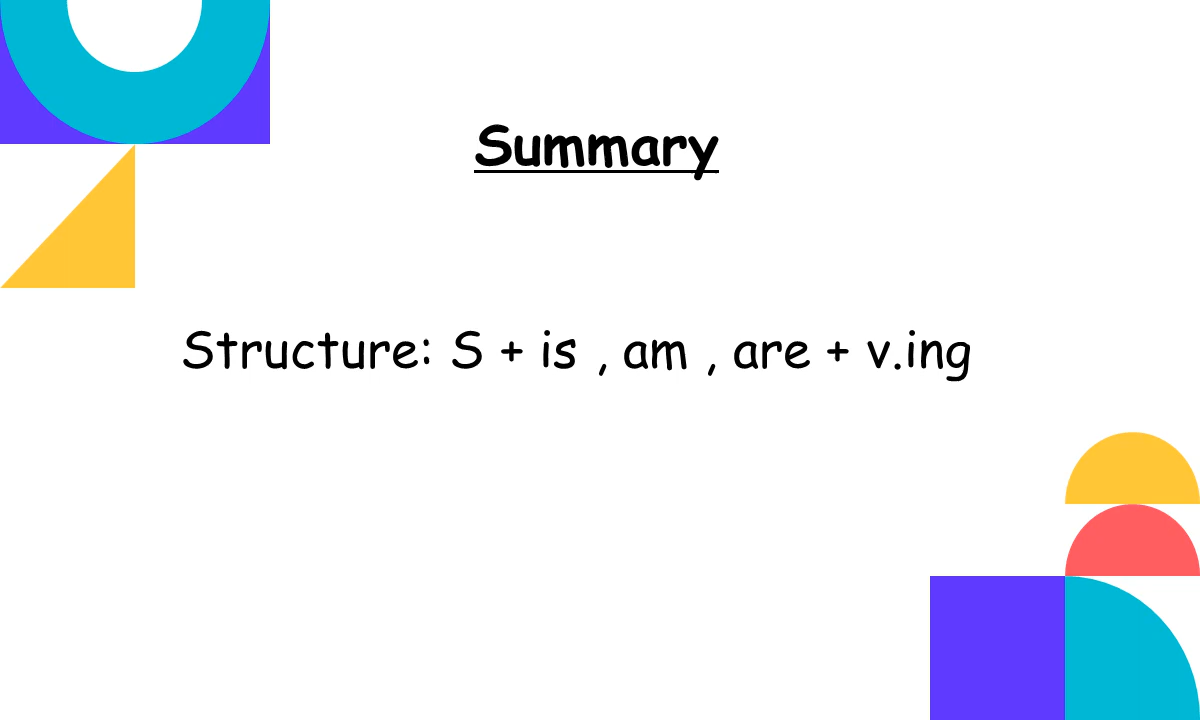 Summary
Structure: S + is , am , are + v.ing